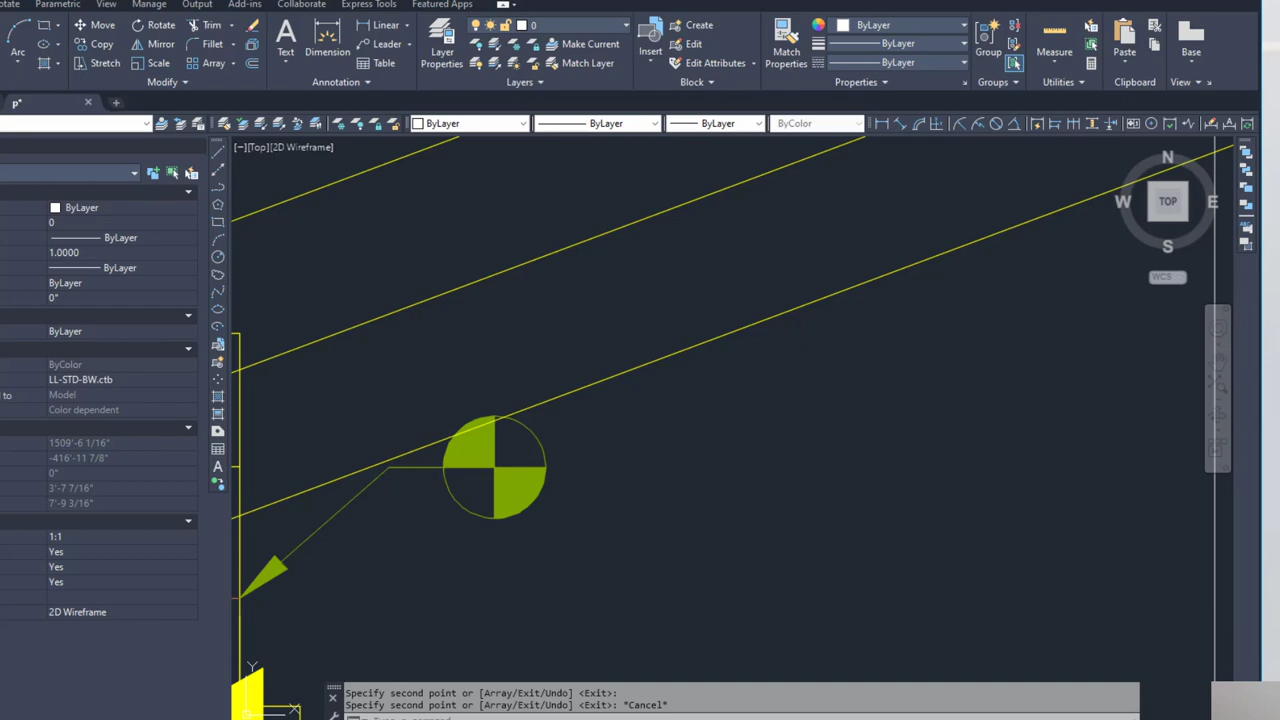 otate Parametric View Manage Output Add-ins Collaborate Express Tools Featured Apps
Arc
Move Rotate Trim
Copy Mirror Fillet
Stretch Scale Array
Modify
Text
Dimension
Linear
Leader
Table
Annotation
Layer Properties
0
Make Current
Match Layer
Layers
Insert
Create
Edit
Edit Attributes
Block
Match Properties
ByLayer
ByLayer
ByLayer
Properties
Group
Groups
Measure
Utilities
Paste
Clipboard
Base
View
p*
ByLayer ByLayer ByLayer ByColor
[−][Top][2D Wireframe]
ByLayer
0
ByLayer
1.0000
ByLayer
ByLayer
0"
ByLayer
ByColor
LL-STD-BW.ctb
d to Model
Color dependent
1509'-6 1/16"
-416'-11 7/8"
0"
3'-7 7/16"
7'-9 3/16"
1:1
Yes
Yes
Yes
2D Wireframe
A
N
W TOP E
S
WCS
Y
X
Specify second point or [Array/Exit/Undo] <Exit>:
Specify second point or [Array/Exit/Undo] <Exit>: *Cancel*